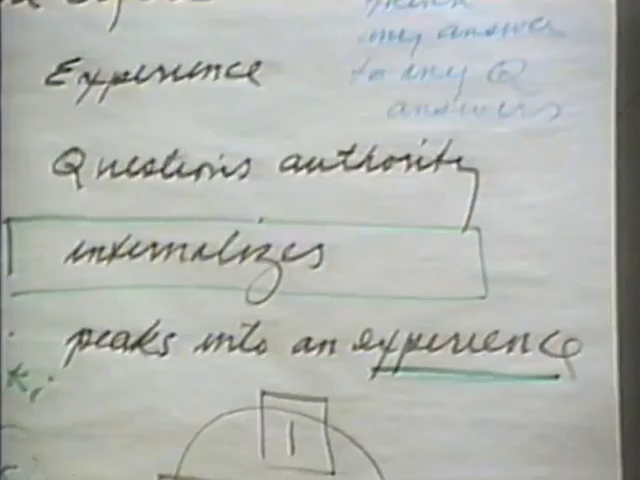 Experience
my answer
to any Q
answers
Questions authority
internalizes
peaks into an experience
1